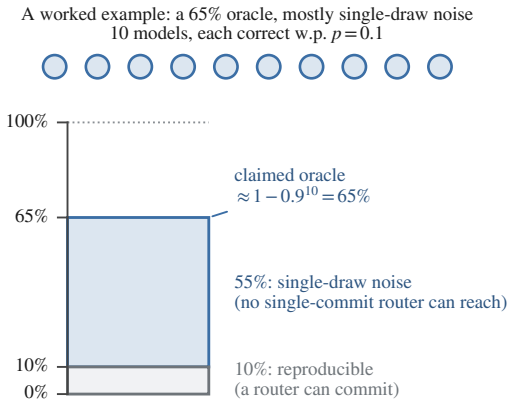 A worked example: a 65% oracle, mostly single-draw noise
10 models, each correct w.p. p=0.1
100%
claimed oracle
≈1−0.9¹⁰=65%
65%
55%: single-draw noise
(no single-commit router can reach)
10%
10%: reproducible
(a router can commit)
0%